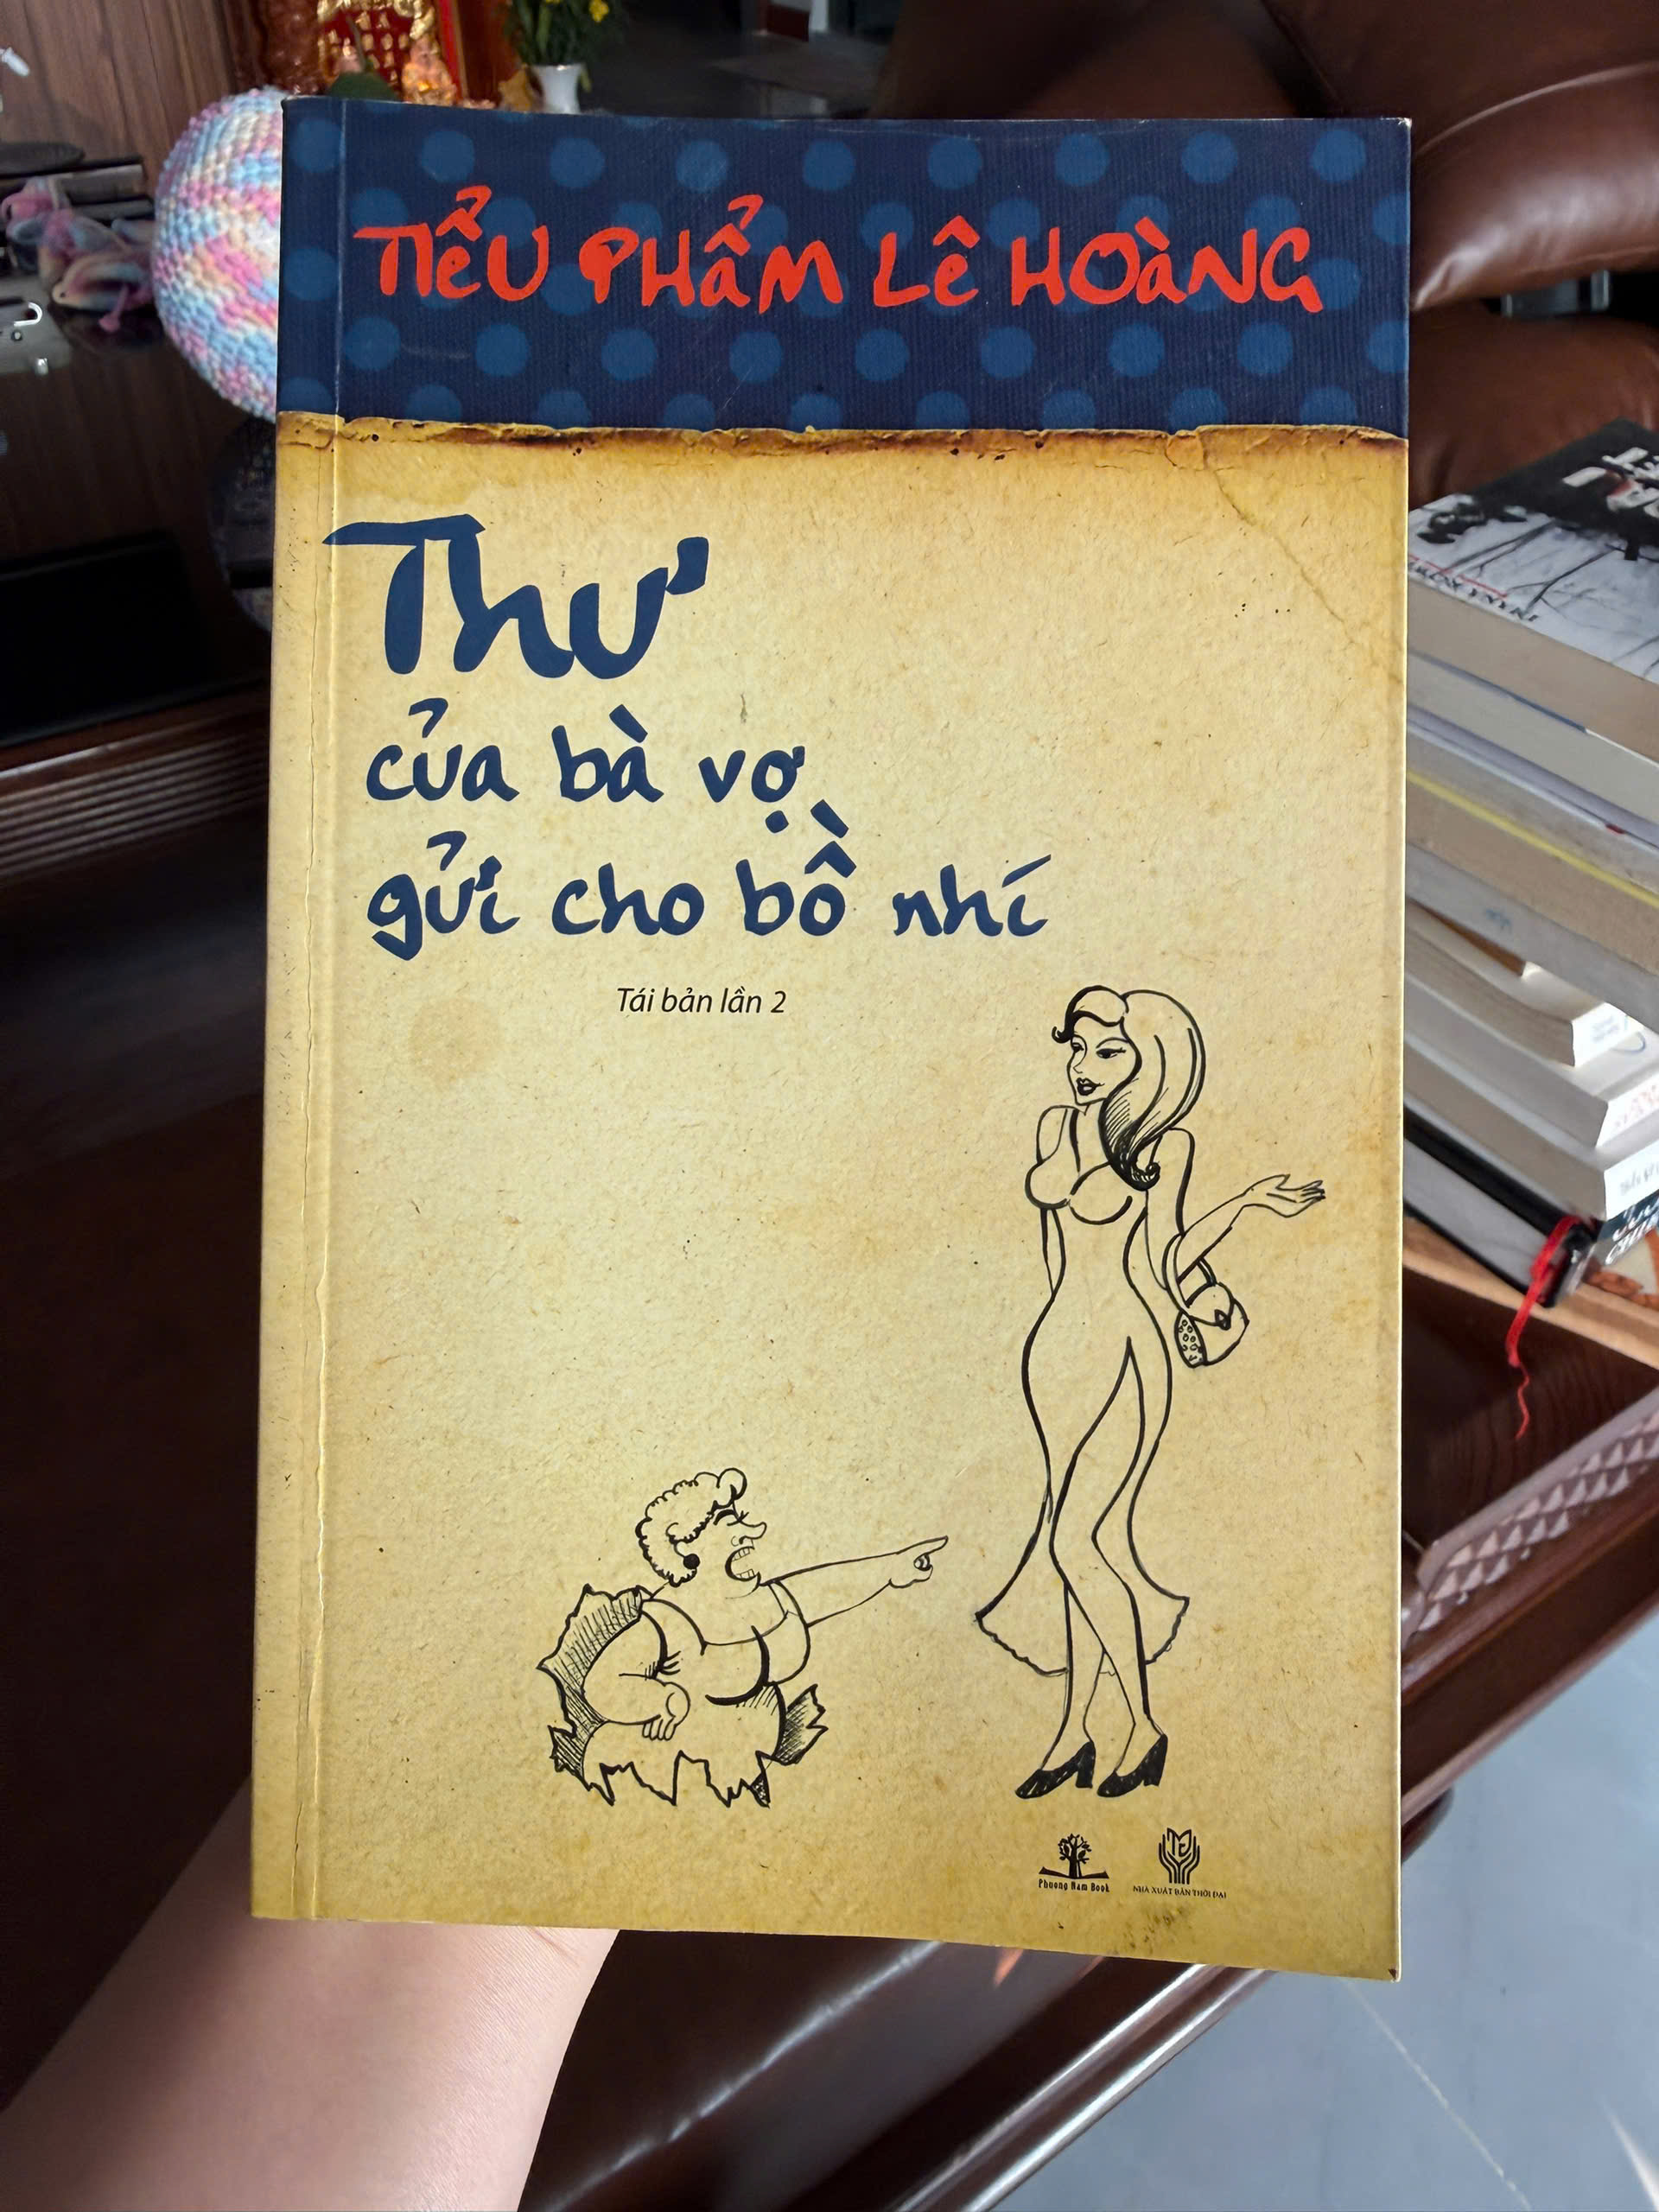 TIỂU PHẨM LÊ HOÀNG
Thư
của bà vợ
gửi cho bồ nhí
Tái bản lần 2
Phuong Nam Book
NHÀ XUẤT BẢN THỜI ĐẠI